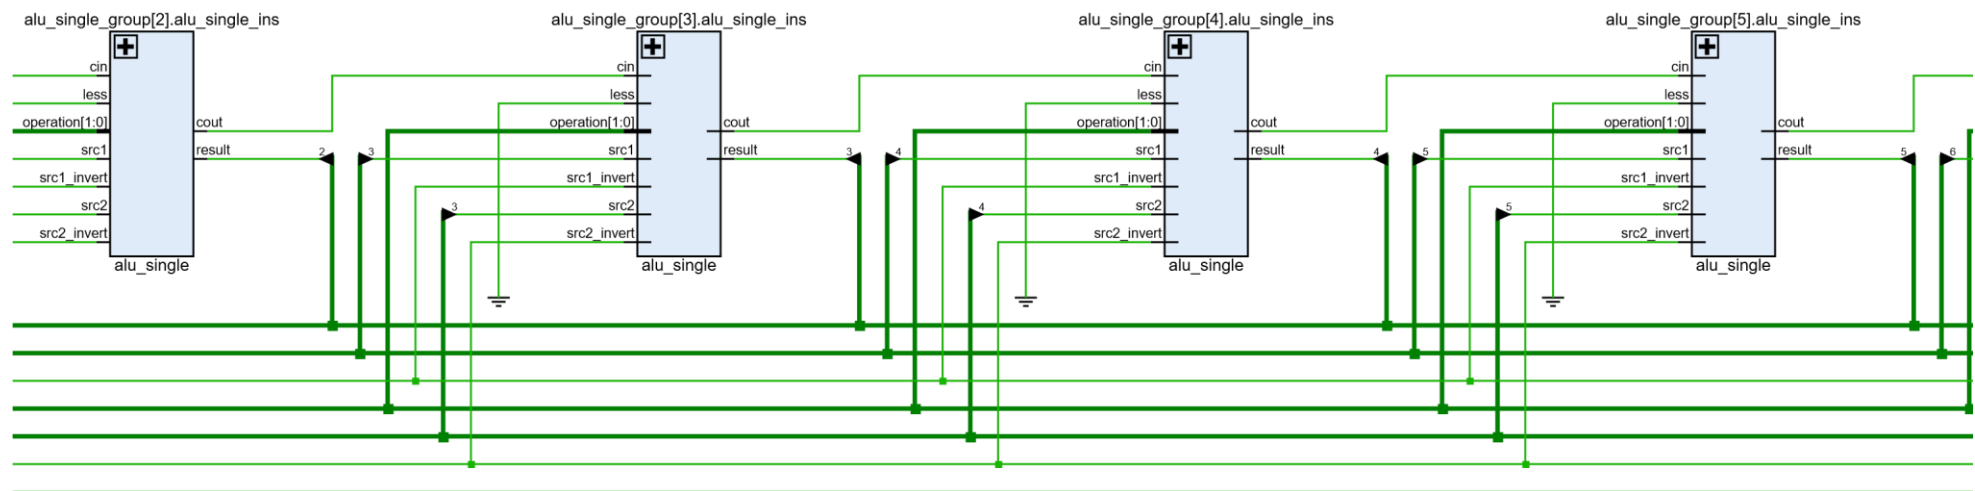 alu_single_group[2].alu_single_ins
cin
less
operation[1:0]
src1
src1_invert
src2
src2_invert
cout
result
alu_single
2
3
3
alu_single_group[3].alu_single_ins
cin
less
operation[1:0]
src1
src1_invert
src2
src2_invert
cout
result
alu_single
3
4
4
alu_single_group[4].alu_single_ins
cin
less
operation[1:0]
src1
src1_invert
src2
src2_invert
cout
result
alu_single
4
5
5
alu_single_group[5].alu_single_ins
cin
less
operation[1:0]
src1
src1_invert
src2
src2_invert
cout
result
alu_single
5
6